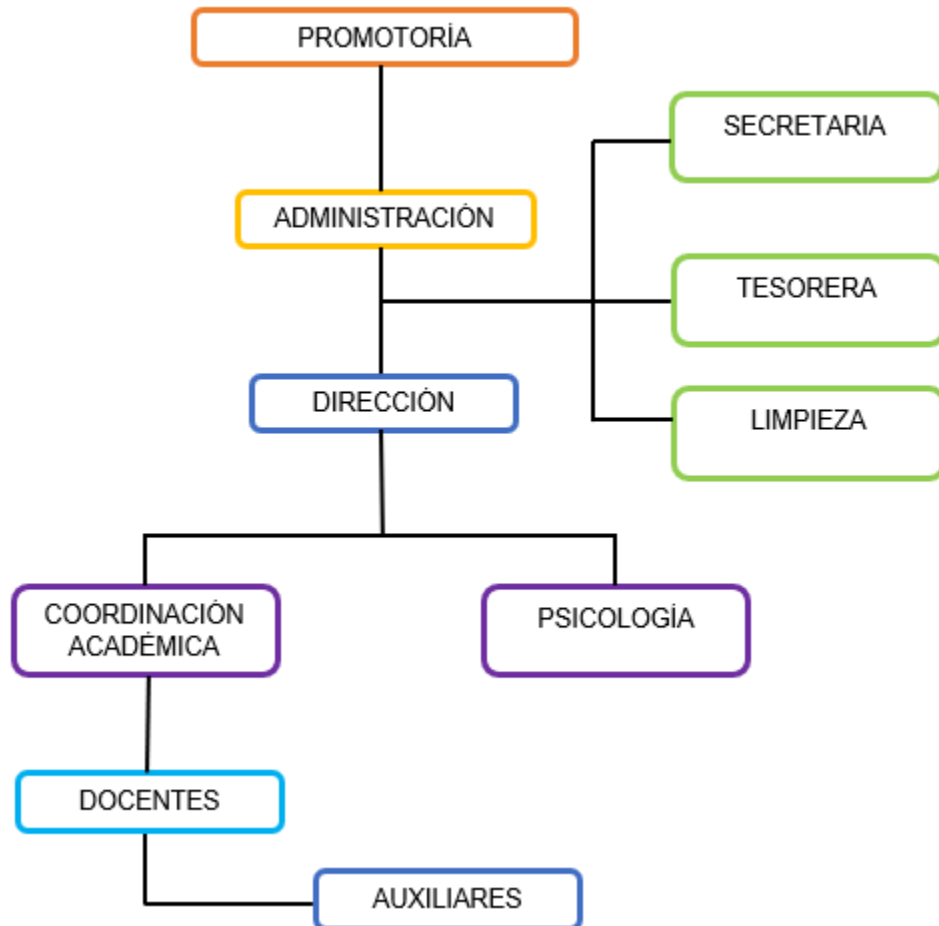 PROMOTORÍA
SECRETARIA
ADMINISTRACIÓN
TESORERA
DIRECCIÓN
LIMPIEZA
COORDINACIÓN
ACADÉMICA
PSICOLOGÍA
DOCENTES
AUXILIARES